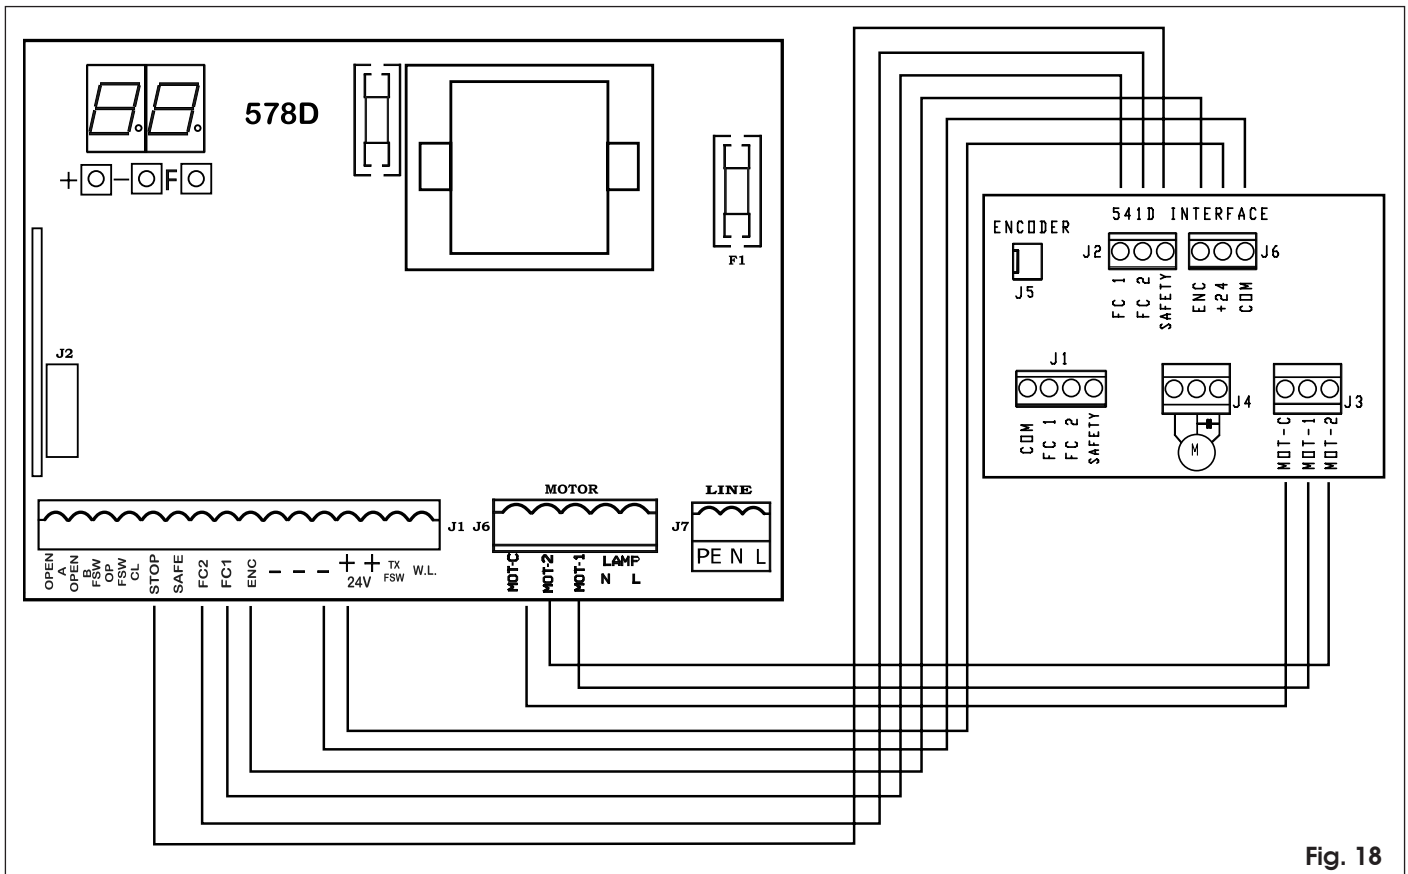 578D
+ - F
F1
J2
J1 J6 MOTOR J7 LINE
OPEN A
OPEN B
FSW OP
FSW CL
STOP
SAFE
FC2
FC1
ENC
- - -
+ +
24V
TX FSW
W.L.
MOT-C
MOT-2
MOT-1
LAMP
N L
PE N L
541D INTERFACE
ENCODER
J5
J2
FC 1
FC 2
SAFETY
J6
ENC
+24
COM
J1
COM
FC 1
FC 2
SAFETY
J4
M
J3
MOT-C
MOT-1
MOT-2
Fig. 18